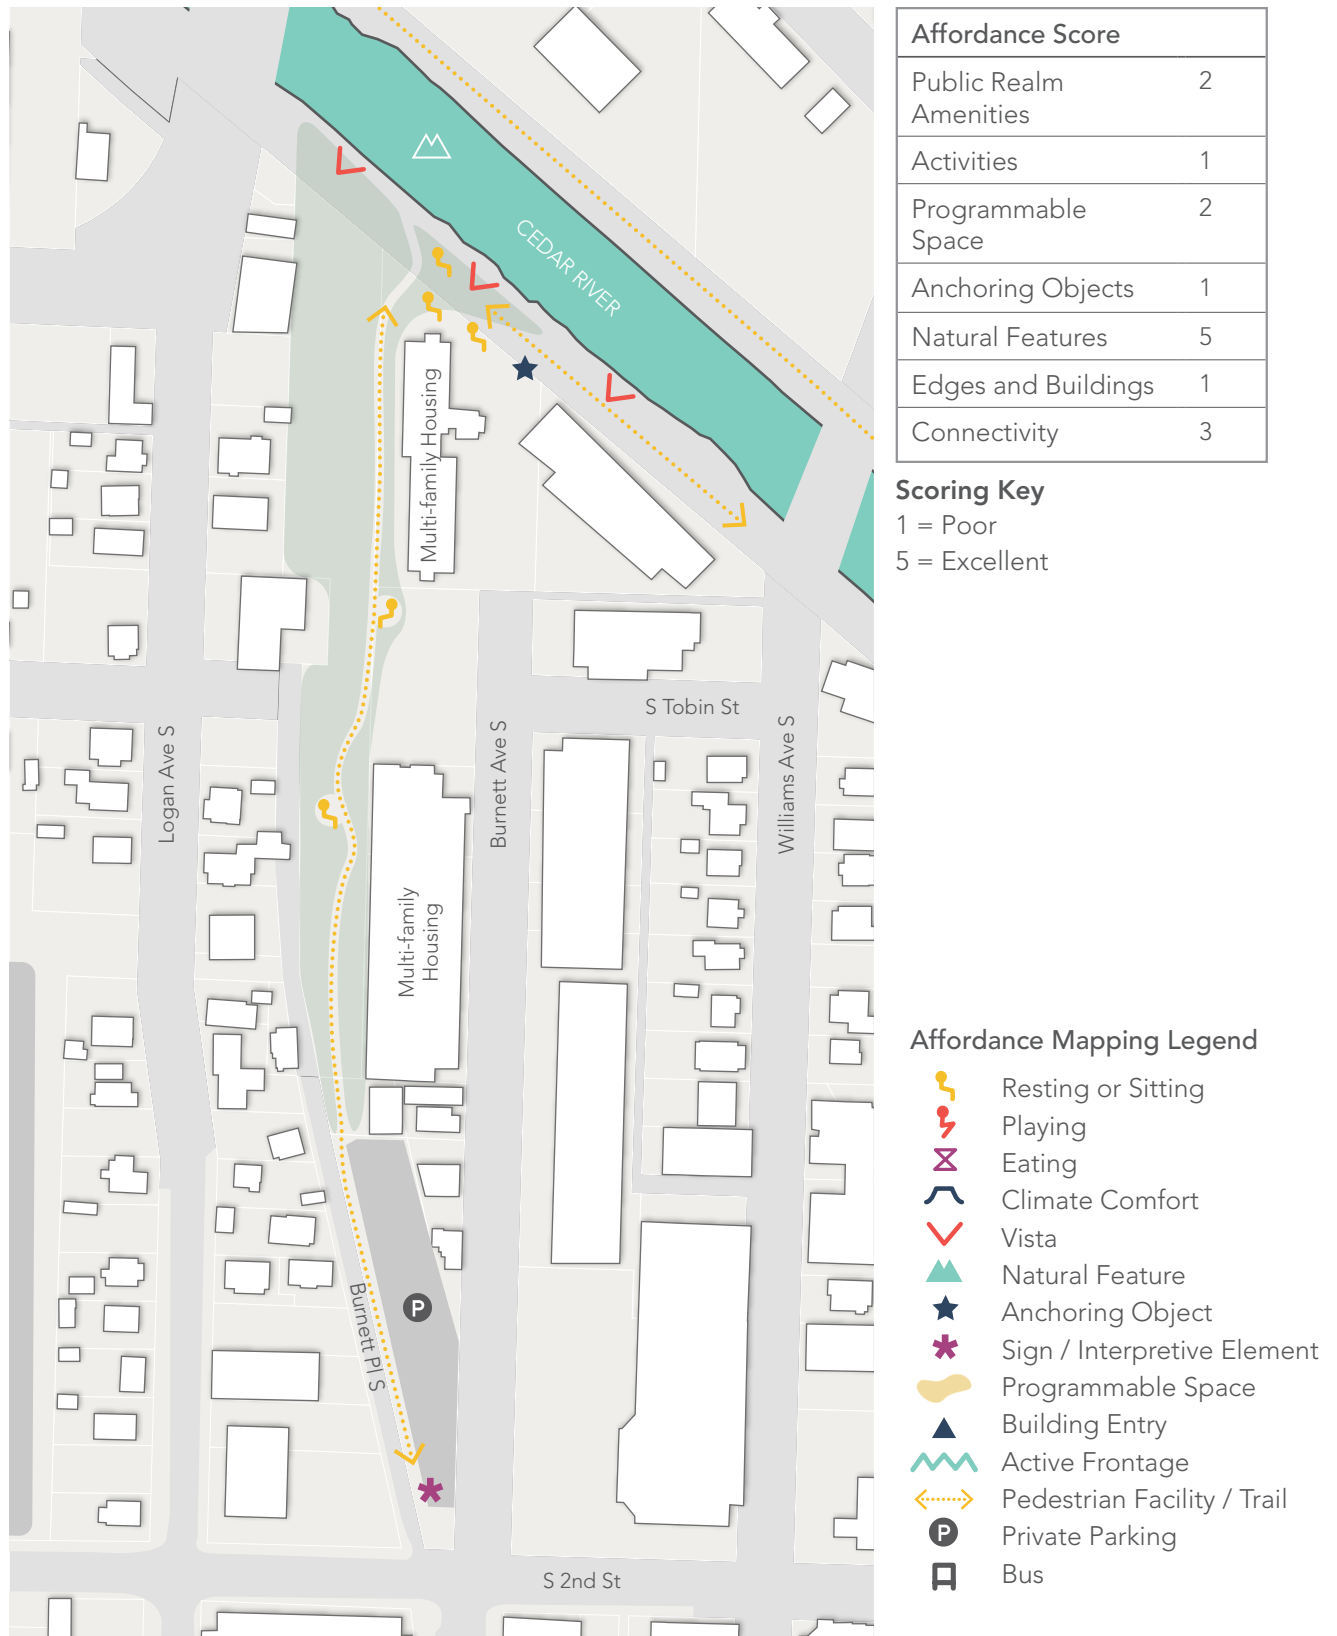 CEDAR RIVER
Multi-family Housing
S Tobin St
Logan Ave S
Burnett Ave S
Williams Ave S
Multi-family
Housing
P
Burnett Pl S
S 2nd St
Affordance Score
Public Realm 2
Amenities
Activities 1
Programmable 2
Space
Anchoring Objects 1
Natural Features 5
Edges and Buildings 1
Connectivity 3
Scoring Key
1 = Poor
5 = Excellent
Affordance Mapping Legend
Resting or Sitting
Playing
Eating
Climate Comfort
Vista
Natural Feature
Anchoring Object
Sign / Interpretive Element
Programmable Space
Building Entry
Active Frontage
Pedestrian Facility / Trail
P Private Parking
Bus